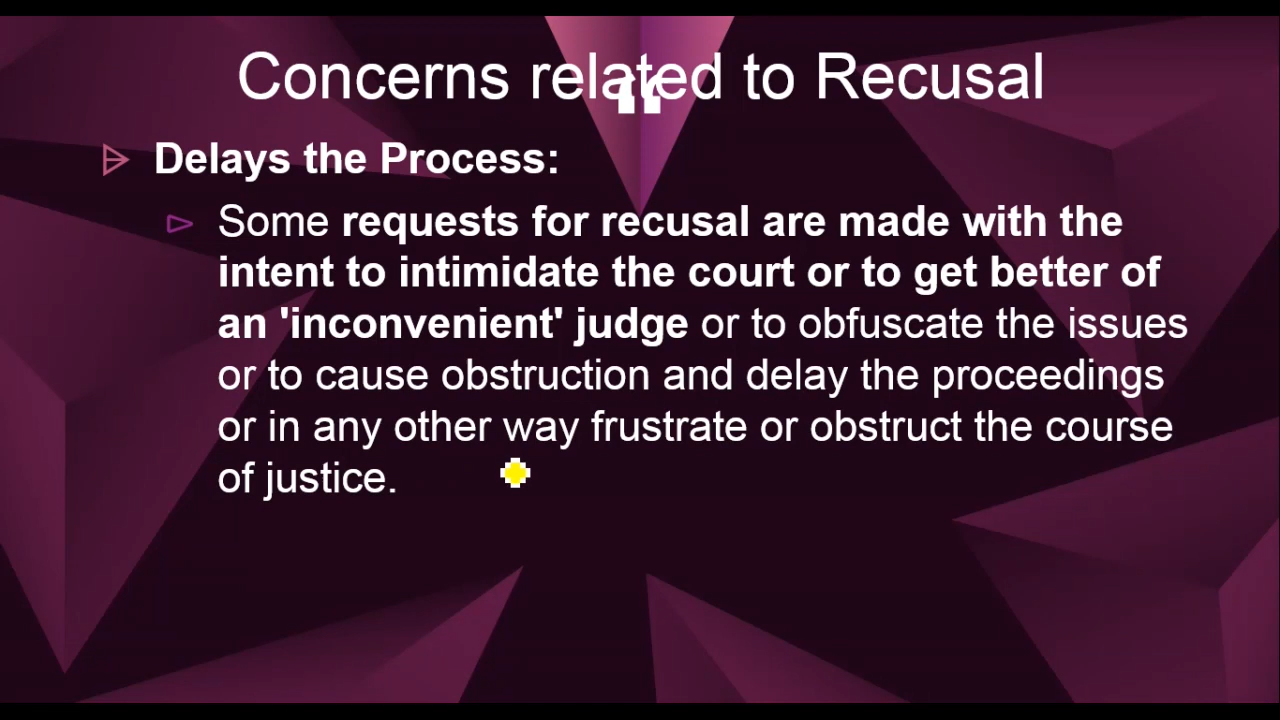 Concerns related to Recusal
“
Delays the Process:
Some requests for recusal are made with the
intent to intimidate the court or to get better of
an 'inconvenient' judge or to obfuscate the issues
or to cause obstruction and delay the proceedings
or in any other way frustrate or obstruct the course
of justice.